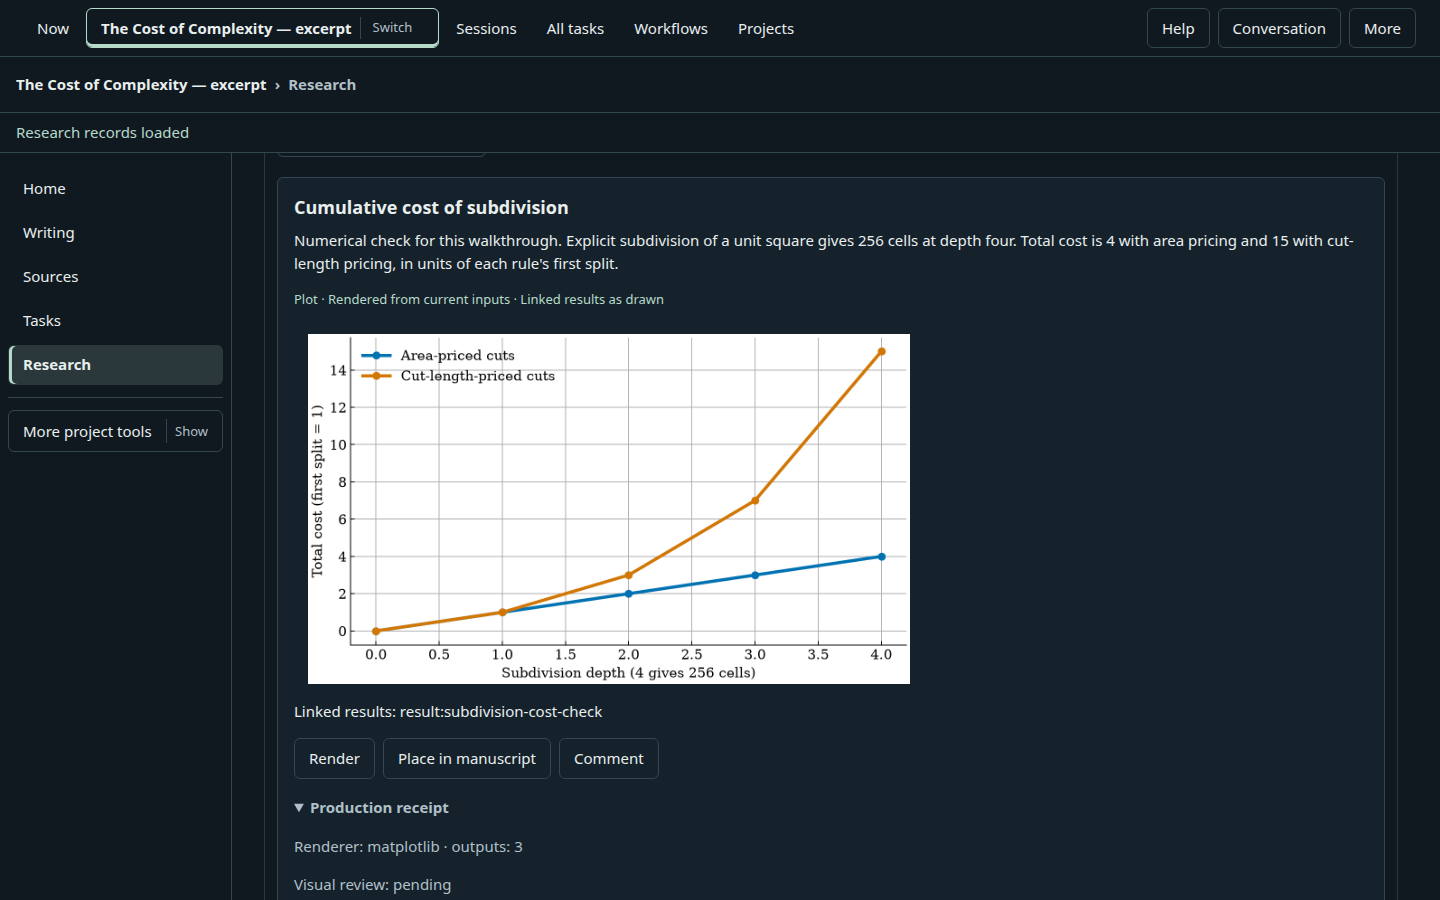 Now
The Cost of Complexity — excerpt
Switch
Sessions
All tasks
Workflows
Projects
Help
Conversation
More
The Cost of Complexity — excerpt › Research
Research records loaded
Home
Writing
Sources
Tasks
Research
More project tools
Show
Cumulative cost of subdivision
Numerical check for this walkthrough. Explicit subdivision of a unit square gives 256 cells at depth four. Total cost is 4 with area pricing and 15 with cut-
length pricing, in units of each rule's first split.
Plot · Rendered from current inputs · Linked results as drawn
Area-priced cuts
Cut-length-priced cuts
Total cost (first split = 1)
14
12
10
8
6
4
2
0
0.0 0.5 1.0 1.5 2.0 2.5 3.0 3.5 4.0
Subdivision depth (4 gives 256 cells)
Linked results: result:subdivision-cost-check
Render
Place in manuscript
Comment
▼ Production receipt
Renderer: matplotlib · outputs: 3
Visual review: pending